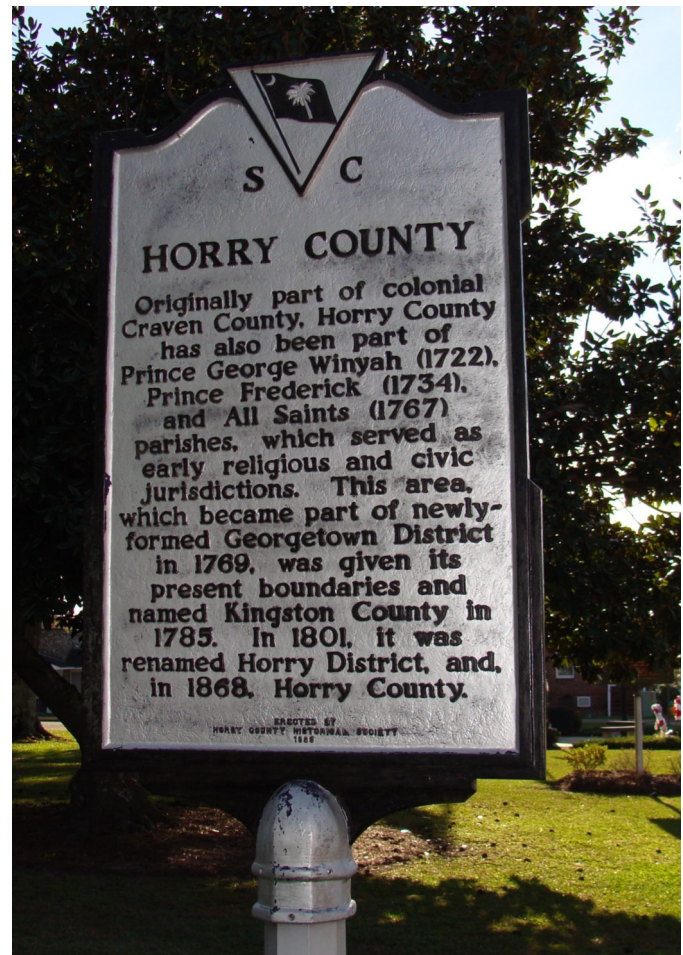 S C
HORRY COUNTY
Originally part of colonial
Craven County, Horry County
has also been part of
Prince George Winyah (1722),
Prince Frederick (1734),
and All Saints (1767)
parishes, which served as
early religious and civic
jurisdictions. This area,
which became part of newly-
formed Georgetown District
in 1769, was given its
present boundaries and
named Kingston County in
1785. In 1801, it was
renamed Horry District, and,
in 1868, Horry County.
ERECTED BY
HORRY COUNTY HISTORICAL SOCIETY